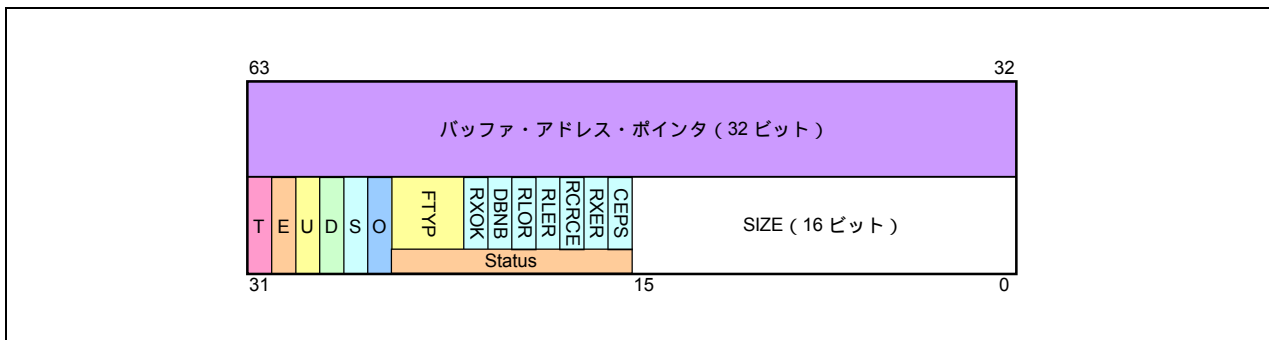 63 32
バッファ・アドレス・ポインタ（32 ビット）
T E U D S O FTYP RXOK DBNB RLOR RLER RCRCE RXER CEPS SIZE（16 ビット）
Status
31 15 0